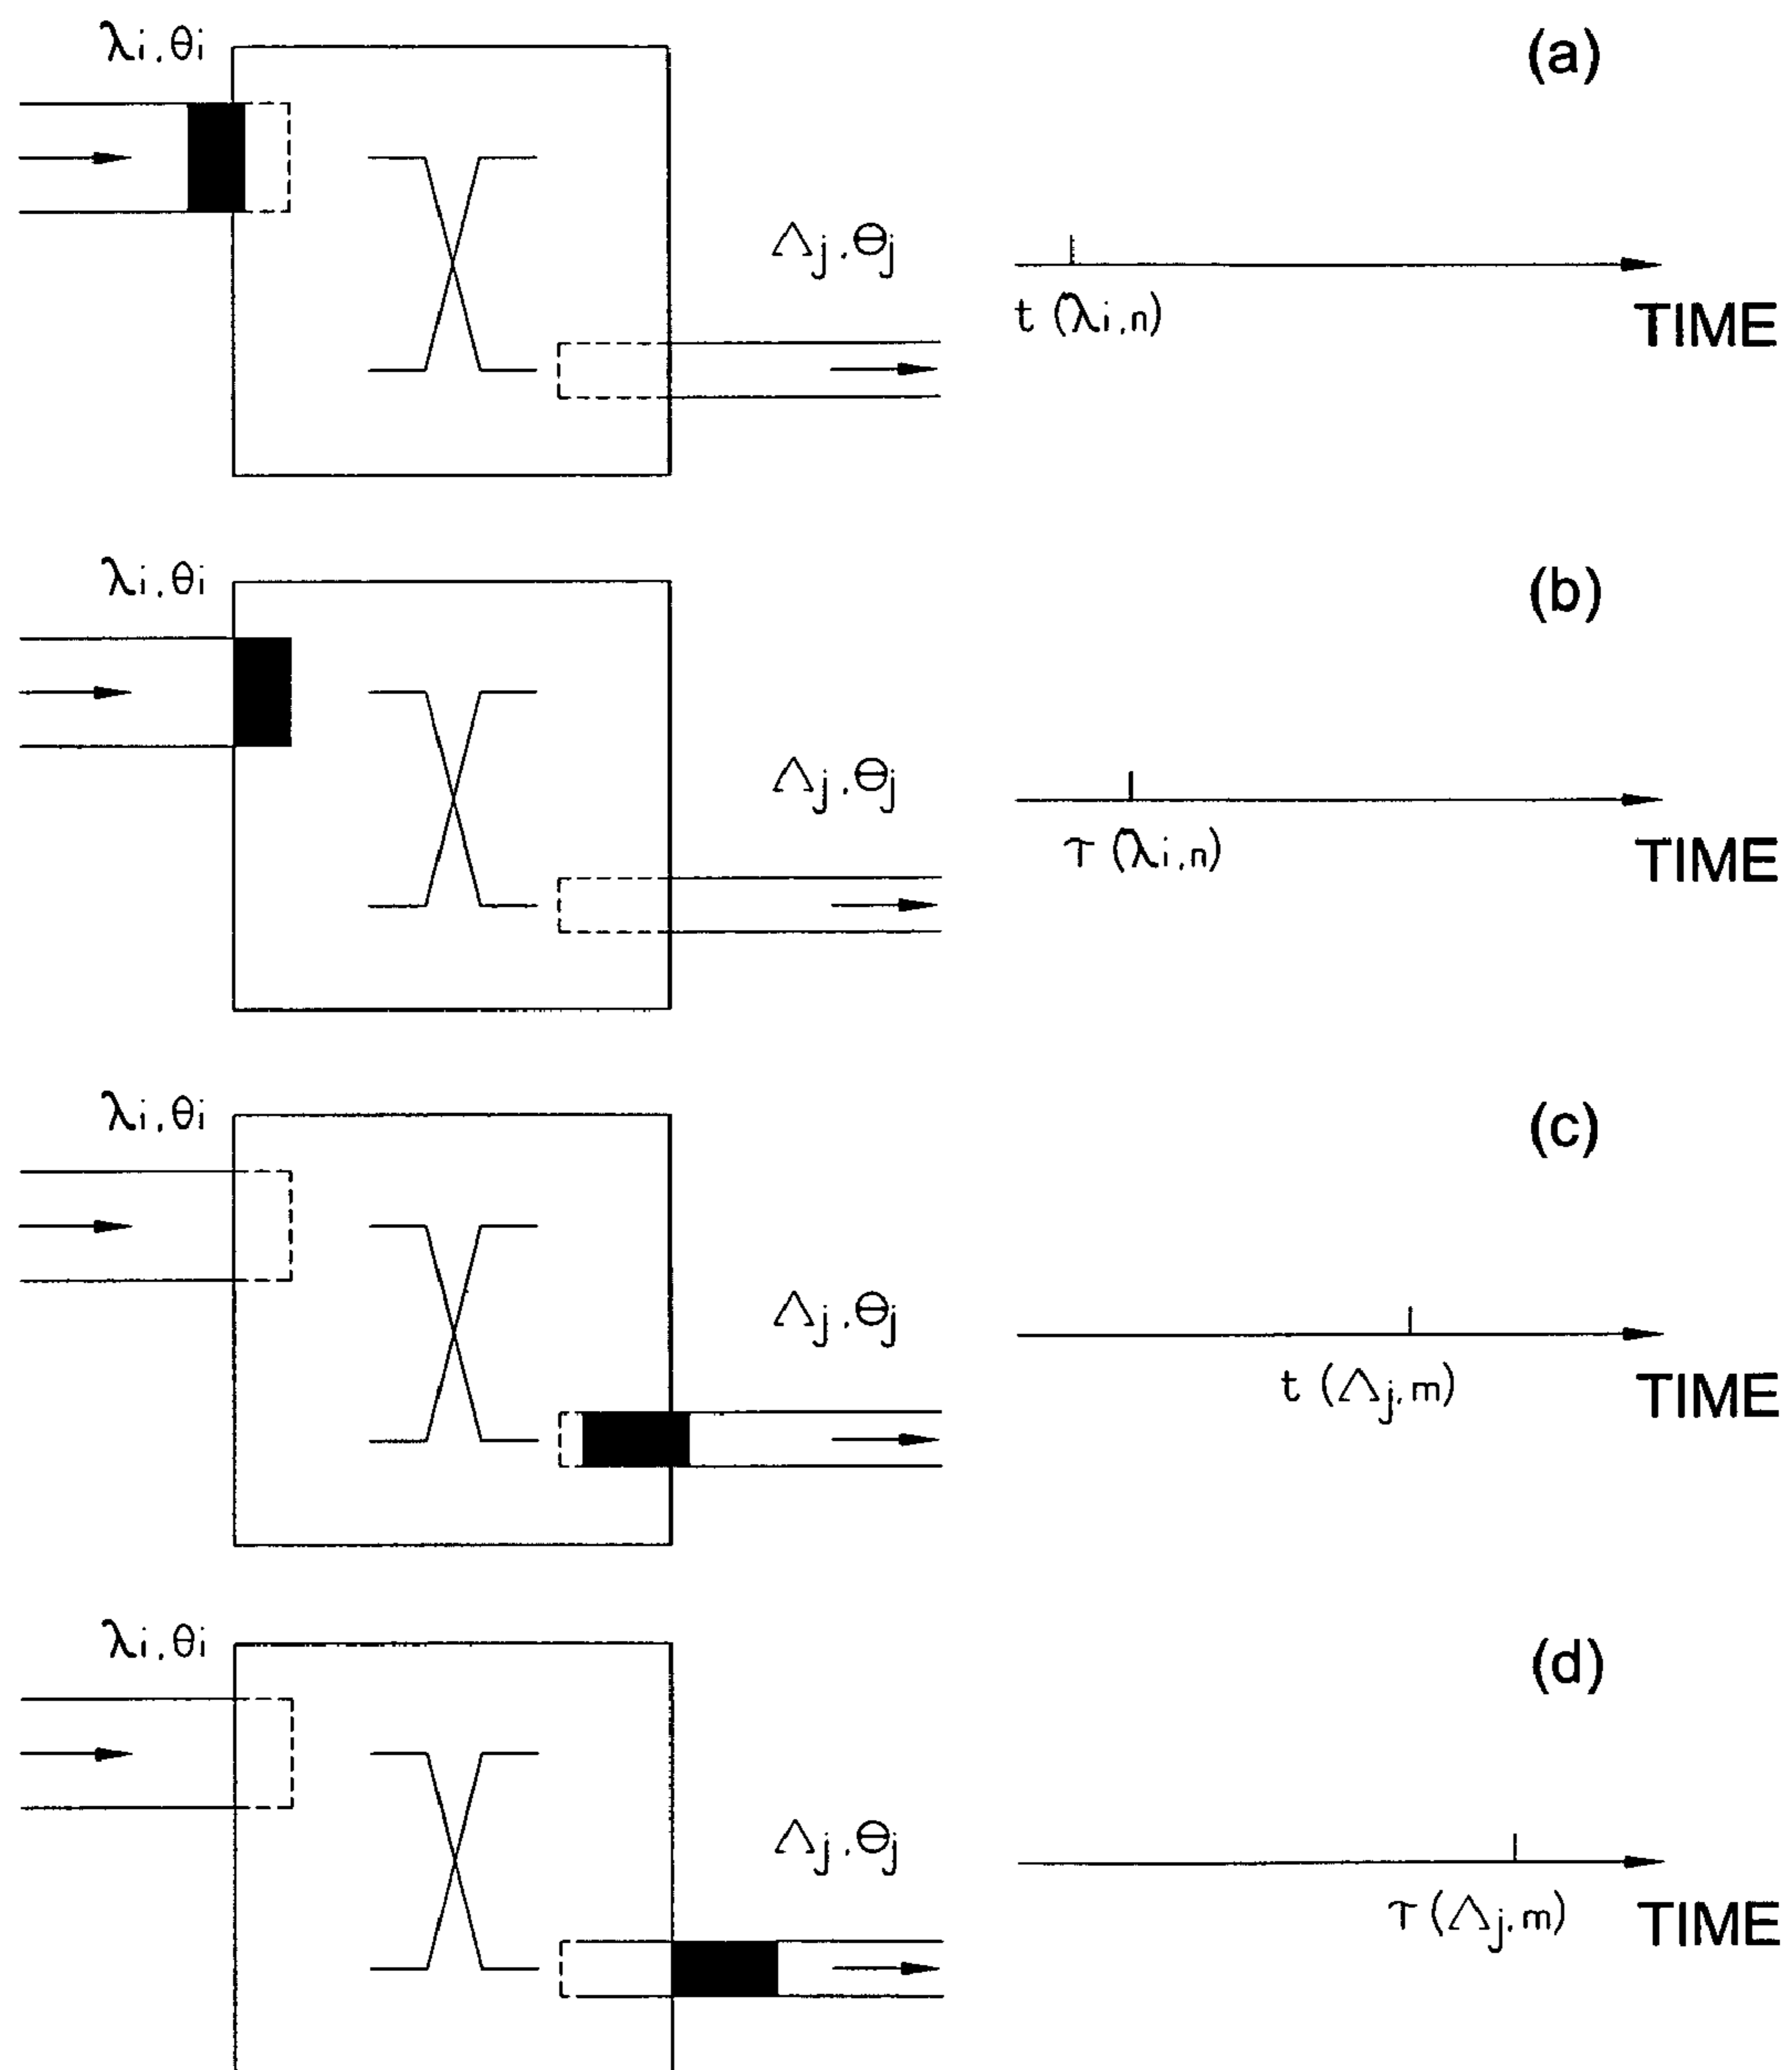 λi,θi
(a)
Λj,Θj
t (λi,n)
TIME
λi,θi
(b)
Λj,Θj
τ (λi,n)
TIME
λi,θi
(c)
Λj,Θj
t (Λj,m)
TIME
λi,θi
(d)
Λj,Θj
τ (Λj,m)
TIME